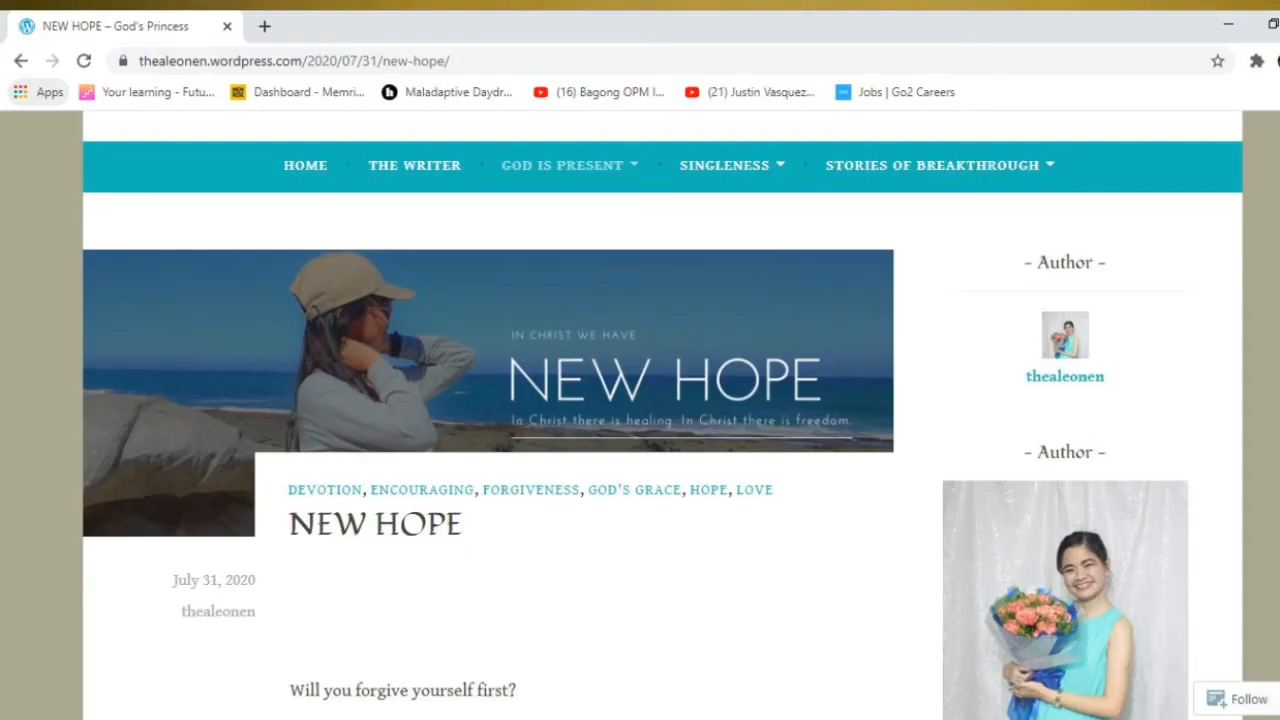 NEW HOPE – God's Princess
thealeonen.wordpress.com/2020/07/31/new-hope/
Apps
Your learning - Futu...
Dashboard - Memri...
Maladaptive Daydr...
(16) Bagong OPM I...
(21) Justin Vasquez...
Jobs | Go2 Careers
HOME
THE WRITER
GOD IS PRESENT
SINGLENESS
STORIES OF BREAKTHROUGH
IN CHRIST WE HAVE
NEW HOPE
In Christ there is healing. In Christ there is freedom.
DEVOTION, ENCOURAGING, FORGIVENESS, GOD'S GRACE, HOPE, LOVE
NEW HOPE
July 31, 2020
thealeonen
Will you forgive yourself first?
- Author -
thealeonen
- Author -
Follow